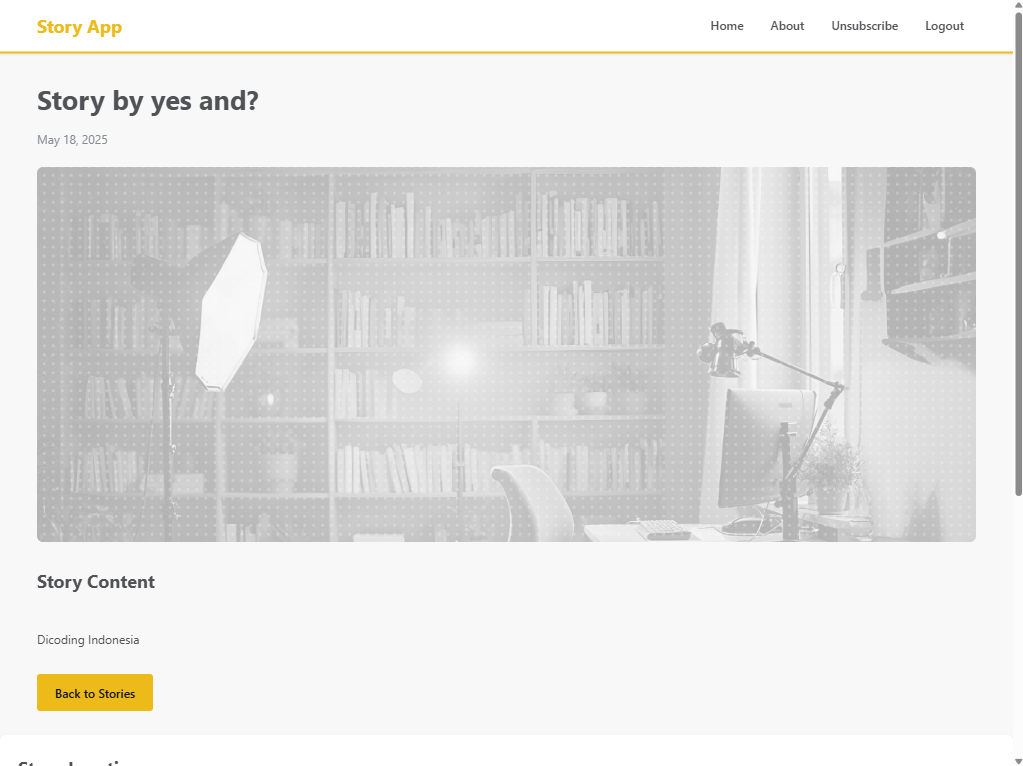 Story App
Home About Unsubscribe Logout
Story by yes and?
May 18, 2025
Story Content
Dicoding Indonesia
Back to Stories